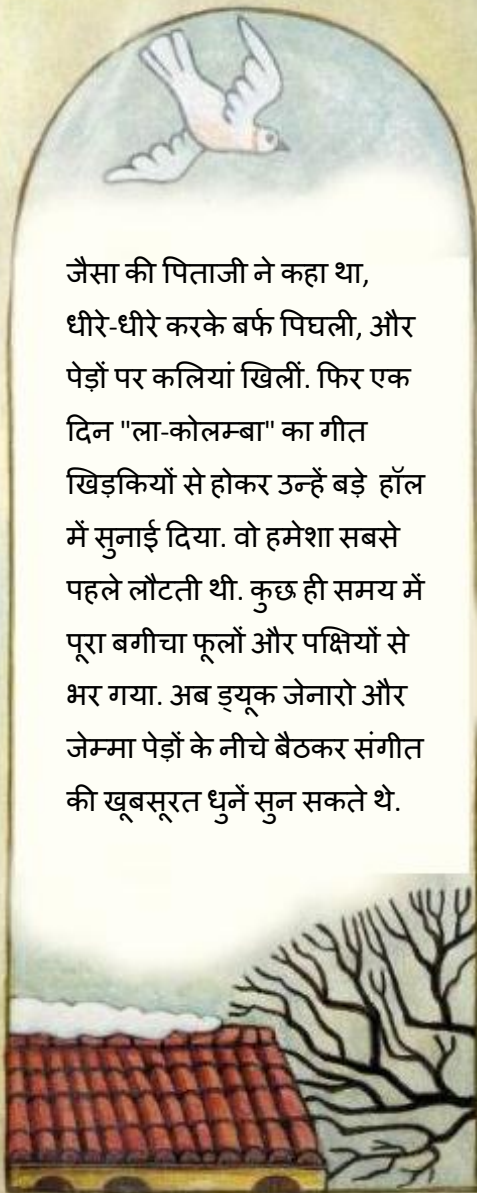 जैसा की पिताजी ने कहा था,
धीरे-धीरे करके बर्फ पिघली, और
पेड़ों पर कलियां खिलीं. फिर एक
दिन "ला-कोलम्बा" का गीत
खिड़कियों से होकर उन्हें बड़े हॉल
में सुनाई दिया. वो हमेशा सबसे
पहले लौटती थी. कुछ ही समय में
पूरा बगीचा फूलों और पक्षियों से
भर गया. अब ड्यूक जेनारो और
जेम्मा पेड़ों के नीचे बैठकर संगीत
की खूबसूरत धुनें सुन सकते थे.